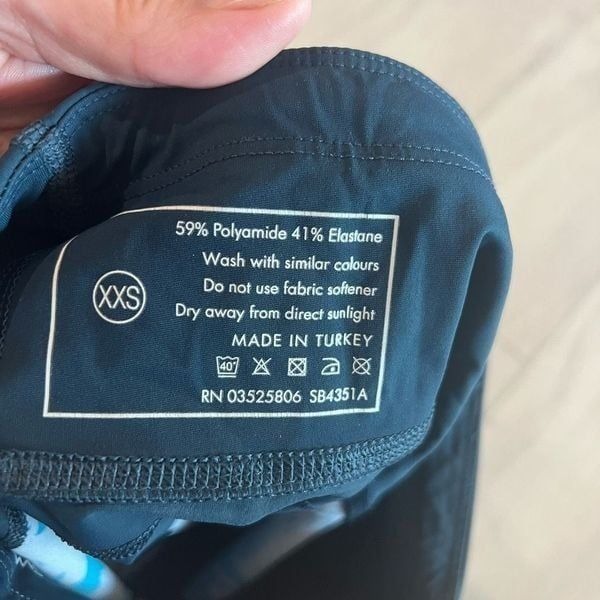 XXS
59% Polyamide 41% Elastane
Wash with similar colours
Do not use fabric softener
Dry away from direct sunlight
MADE IN TURKEY
40°
RN 03525806 SB4351A